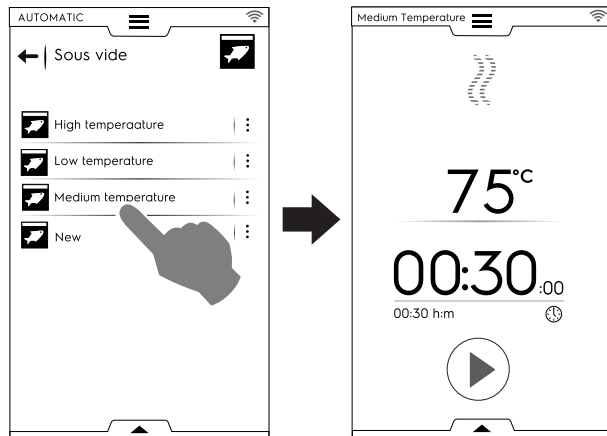 AUTOMATIC
Sous vide
High temperaature
Low temperature
Medium temperature
New
Medium Temperature
75°C
00:30:00
00:30 h:m